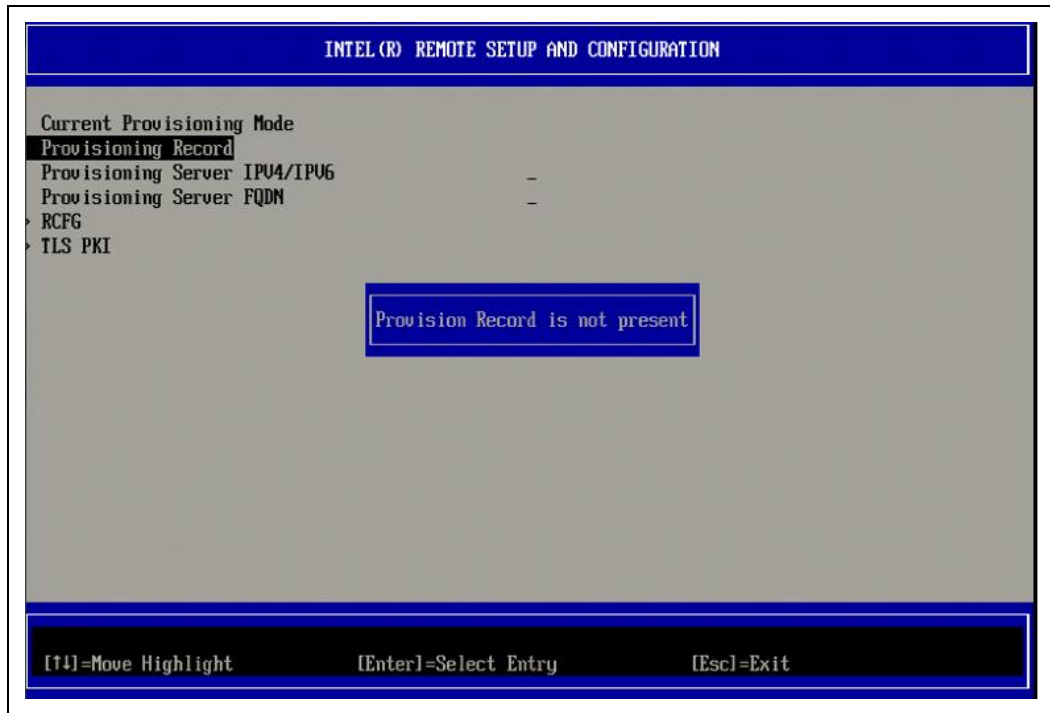 INTEL(R) REMOTE SETUP AND CONFIGURATION
Current Provisioning Mode
Provisioning Record
Provisioning Server IPV4/IPV6 _
Provisioning Server FQDN _
> RCFG
> TLS PKI
Provision Record is not present
[↑↓]=Move Highlight [Enter]=Select Entry [Esc]=Exit